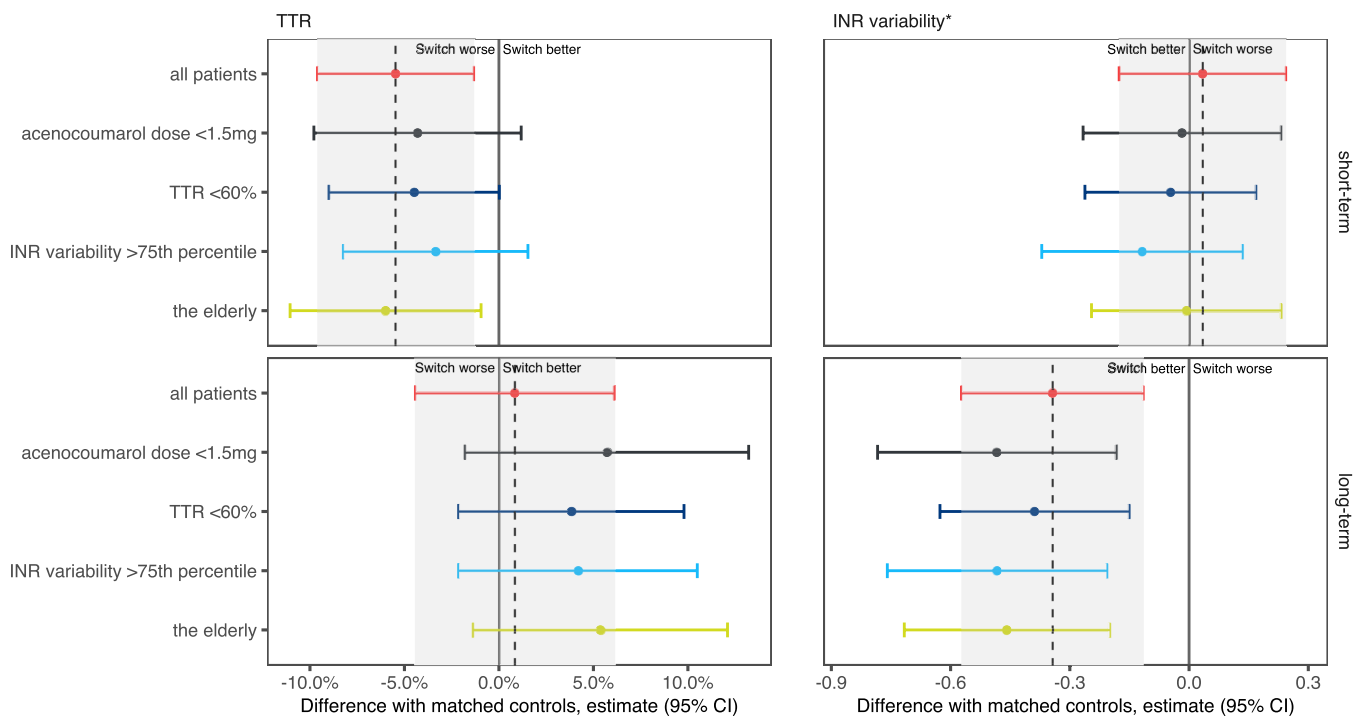 TTR
INR variability*
Switch worse Switch better
Switch better Switch worse
all patients
acenocoumarol dose <1.5mg
TTR <60%
INR variability >75th percentile
the elderly
short-term
Switch worse Switch better
Switch better Switch worse
all patients
acenocoumarol dose <1.5mg
TTR <60%
INR variability >75th percentile
the elderly
long-term
-10.0% -5.0% 0.0% 5.0% 10.0%
-0.9 -0.6 -0.3 0.0 0.3
Difference with matched controls, estimate (95% CI)
Difference with matched controls, estimate (95% CI)